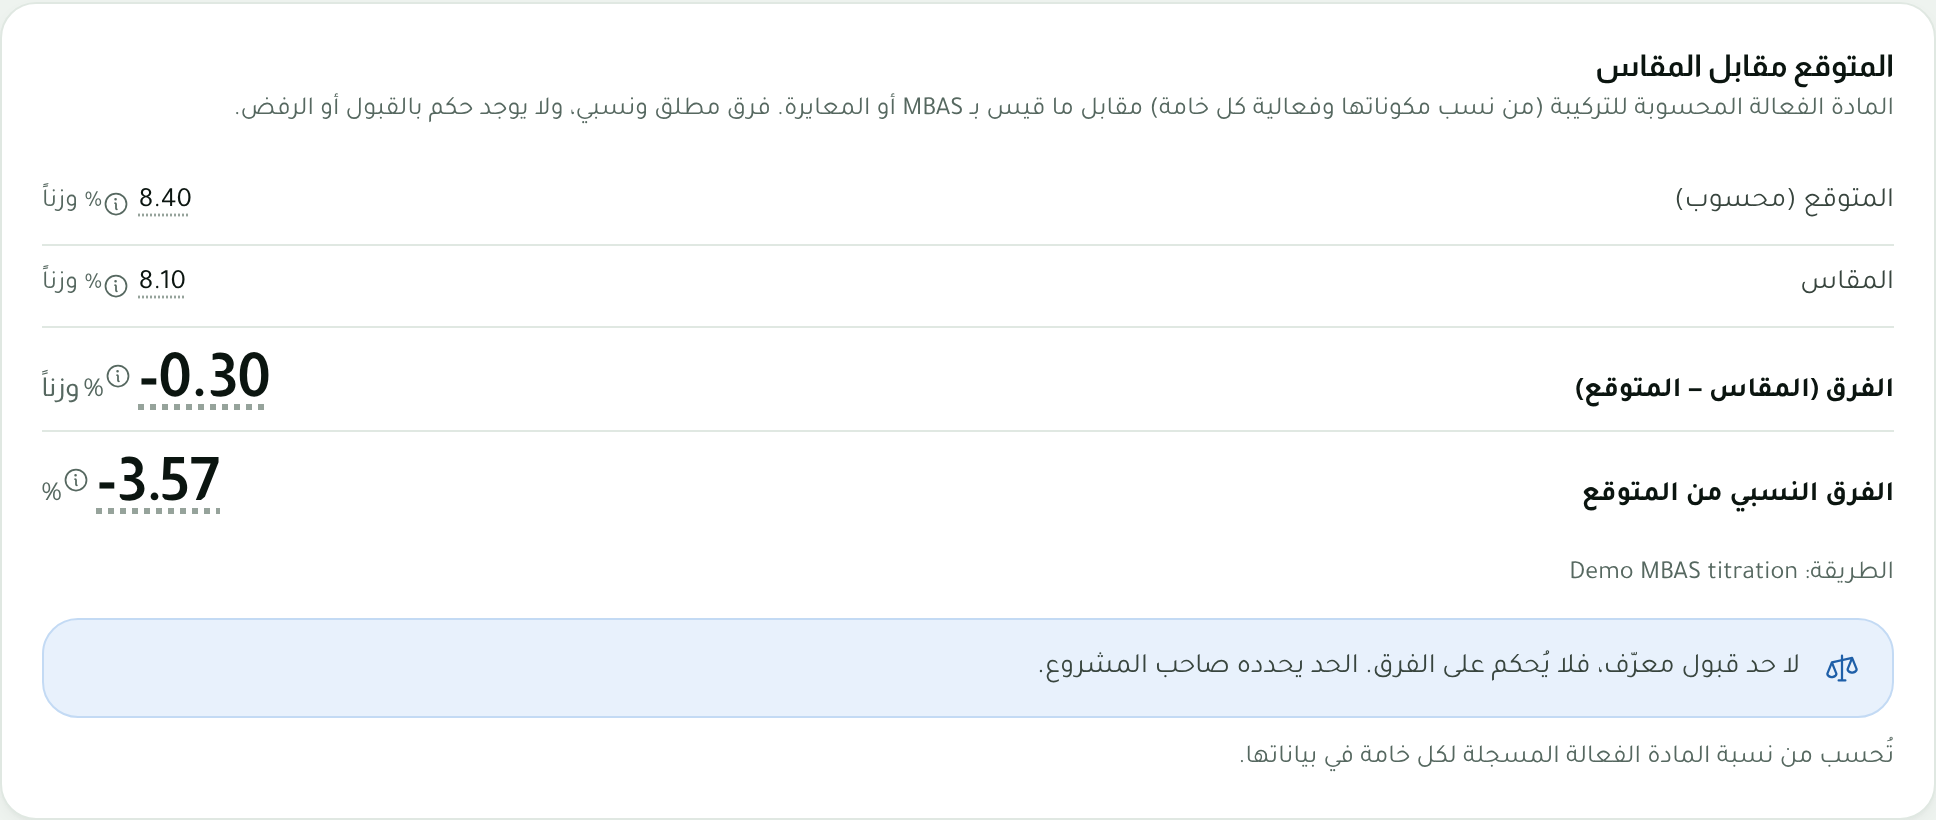 المتوقع مقابل المقاس
المادة الفعالة المحسوبة للتركيبة (من نسب مكوناتها وفعالية كل خامة) مقابل ما قيس بـ MBAS أو المعايرة. فرق مطلق ونسبي، ولا يوجد حكم بالقبول أو الرفض.
المتوقع (محسوب) 8.40 % وزناً
المقاس 8.10 % وزناً
الفرق (المقاس − المتوقع) -0.30 % وزناً
الفرق النسبي من المتوقع -3.57 %
الطريقة: Demo MBAS titration
لا حد قبول معرّف، فلا يُحكم على الفرق. الحد يحدده صاحب المشروع.
تُحسب من نسبة المادة الفعالة المسجلة لكل خامة في بياناتها.